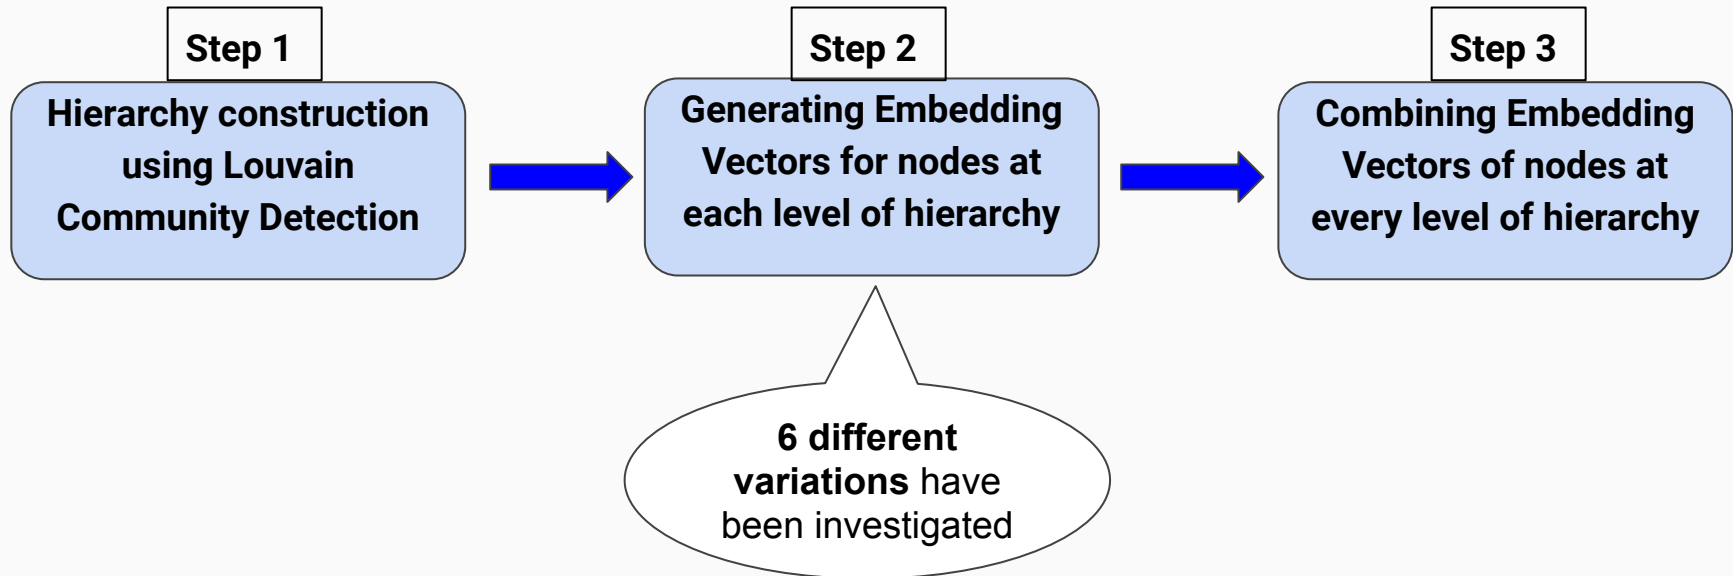 Step 1
Hierarchy construction
using Louvain
Community Detection
Step 2
Generating Embedding
Vectors for nodes at
each level of hierarchy
Step 3
Combining Embedding
Vectors of nodes at
every level of hierarchy
6 different
variations have
been investigated